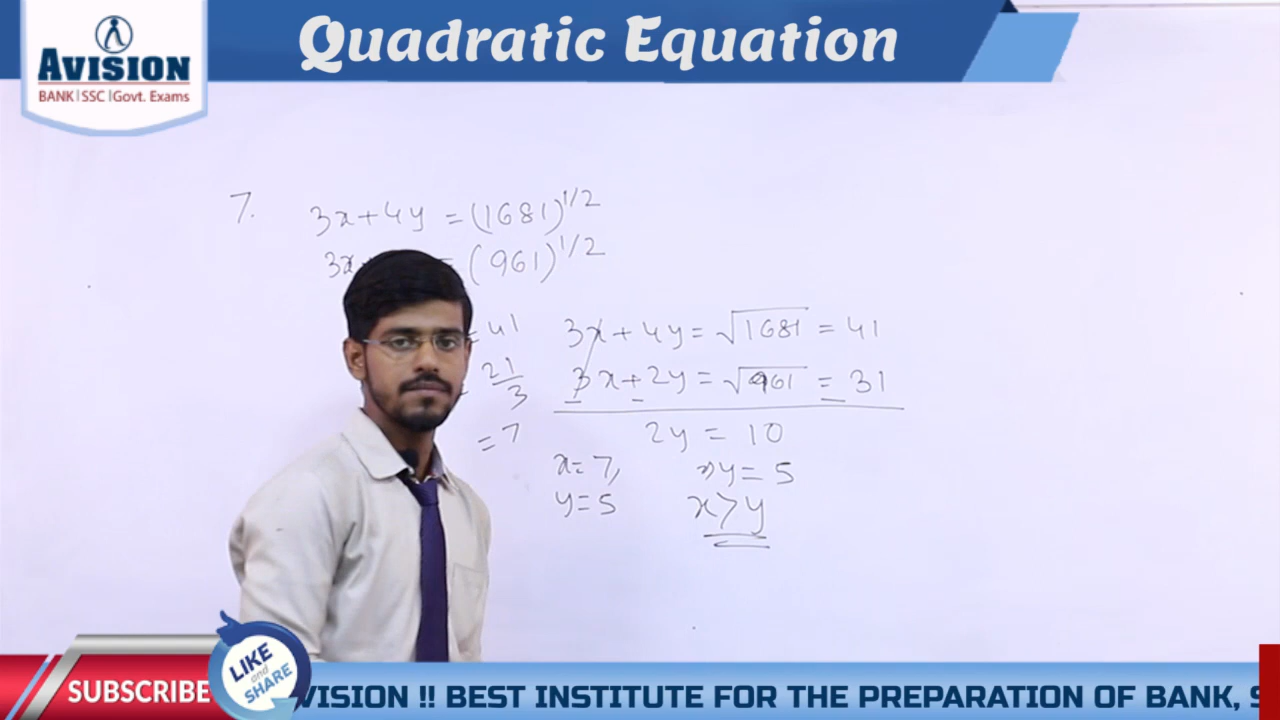 Quadratic Equation
AVISION
BANK | SSC | Govt. Exams
7.
3x+4y = (1681)^1/2
3x = (961)^1/2
= 41
21/3
= 7
3x + 4y = √1681 = 41
3x + 2y = √961 = 31
2y = 10
x = 7,
y = 5
y = 5
x > y
SUBSCRIBE
LIKE
and
SHARE
VISION !! BEST INSTITUTE FOR THE PREPARATION OF BANK, S